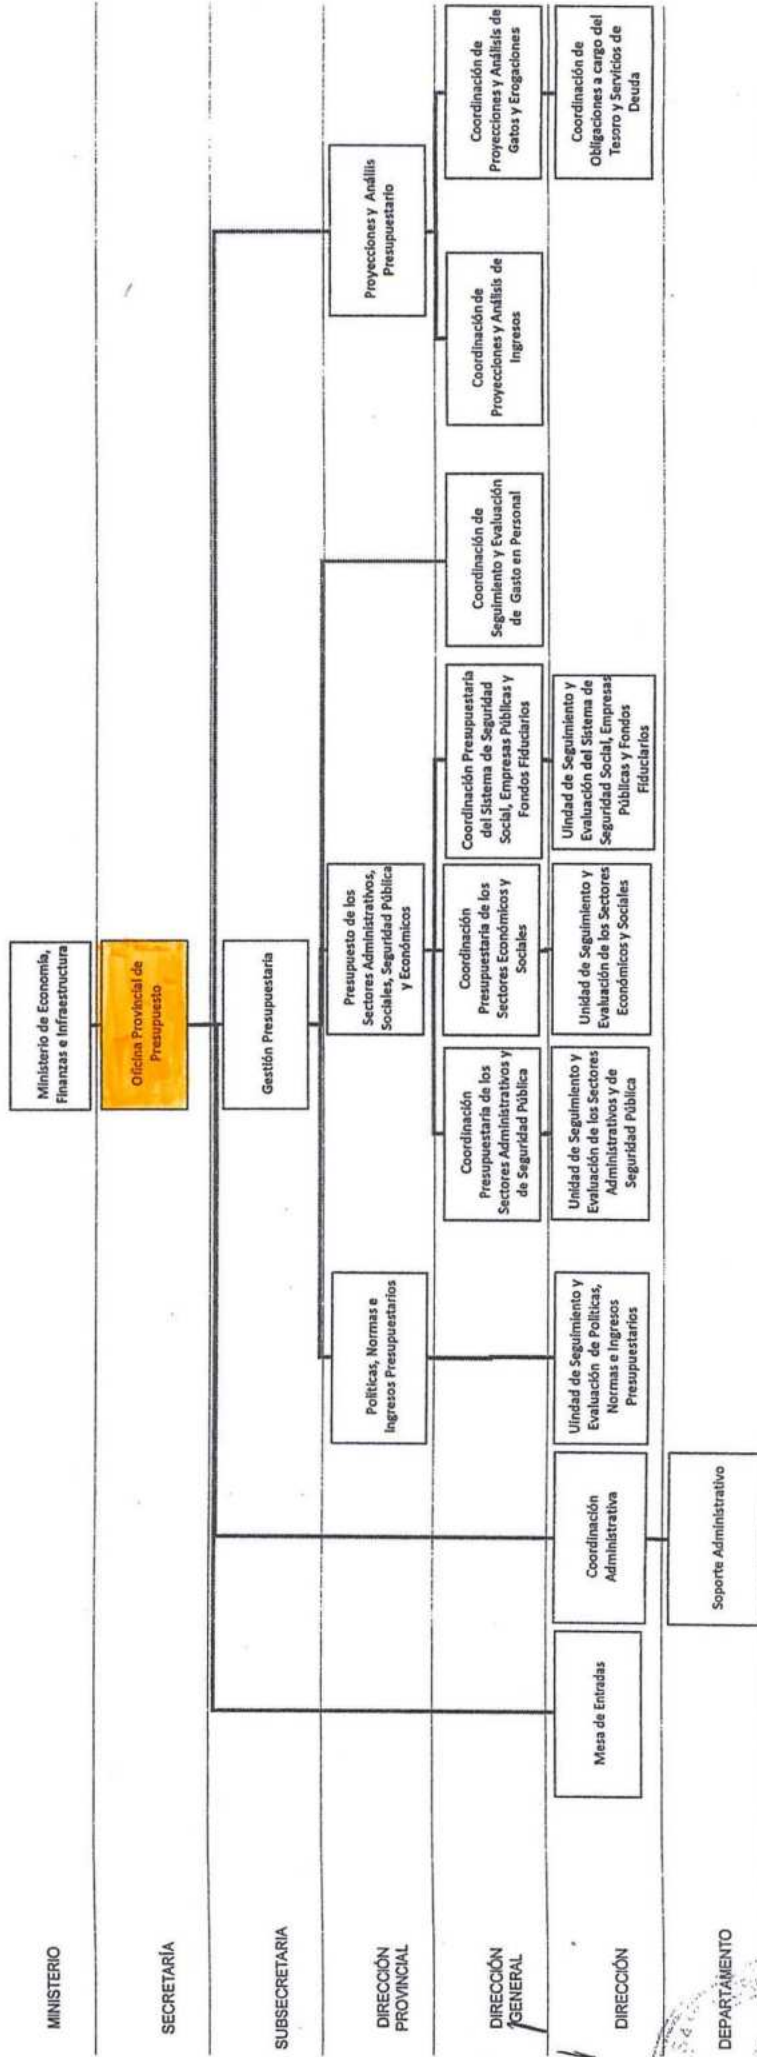 MINISTERIO
Ministerio de Economía,
Finanzas e Infraestructura
SECRETARÍA
Oficina Provincial de
Presupuesto
SUBSECRETARIA
Gestión Presupuestaria
DIRECCIÓN
PROVINCIAL
Políticas, Normas e
Ingresos Presupuestarios
Presupuesto de los
Sectores Administrativos,
Sociales, Seguridad Pública
y Económicos
Proyecciones y Anállis
Presupuestario
DIRECCIÓN
GENERAL
Coordinación
Presupuestaria de los
Sectores Administrativos y
de Seguridad Pública
Coordinación
Presupuestaria de los
Sectores Económicos y
Sociales
Coordinación Presupuestaria
del Sistema de Seguridad
Social, Empresas Públicas y
Fondos Fiduciarios
Coordinación de
Seguimiento y Evaluación
de Gasto en Personal
Coordinación de
Proyecciones y Análisis de
Ingresos
Coordinación de
Proyecciones y Análisis de
Gatos y Erogaciones
DIRECCIÓN
Mesa de Entradas
Coordinación
Administrativa
Uindad de Seguimiento y
Evaluación de Políticas,
Normas e Ingresos
Presupuestarios
Unidad de Seguimiento y
Evaluación de los Sectores
Administrativos y de
Seguridad Pública
Unidad de Seguimiento y
Evaluación de los Sectores
Económicos y Sociales
Uindad de Seguimiento y
Evaluación del Sistema de
Seguridad Social, Empresas
Públicas y Fondos
Fiduciarios
Coordinación de
Obligaciones a cargo del
Tesoro y Servicios de
Deuda
DEPARTAMENTO
Soporte Administrativo